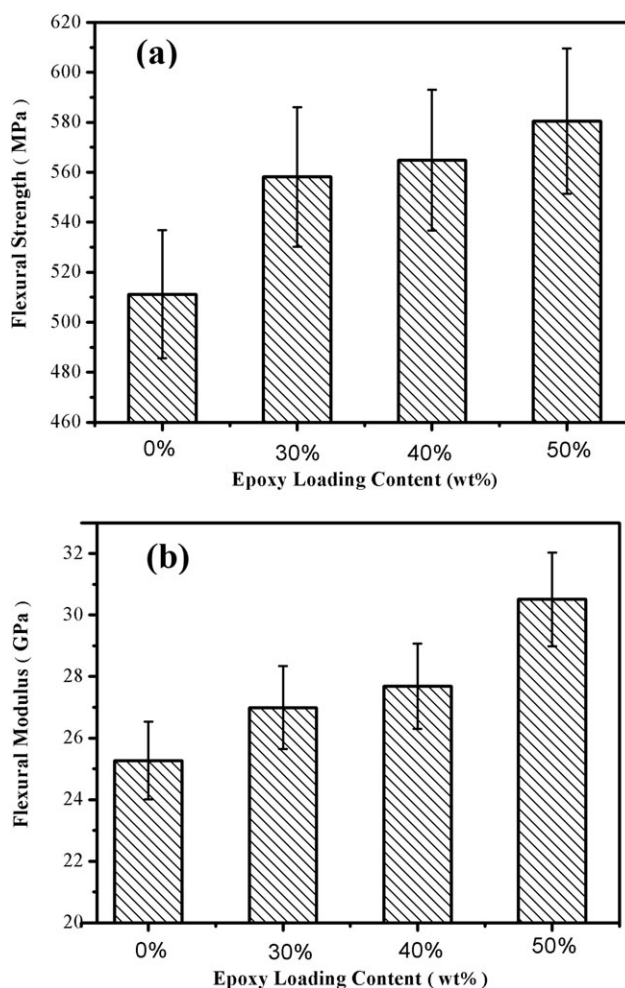 (a)
Flexural Strength ( MPa )
620
600
580
560
540
520
500
480
460
0% 30% 40% 50%
Epoxy Loading Content (wt%)
(b)
Flexural Modulus ( GPa )
32
30
28
26
24
22
20
0% 30% 40% 50%
Epoxy Loading Content ( wt% )